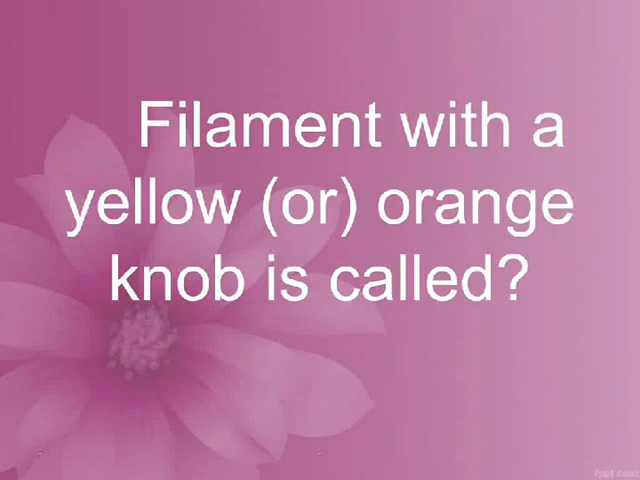 Filament with a
yellow (or) orange
knob is called?
fppt.com